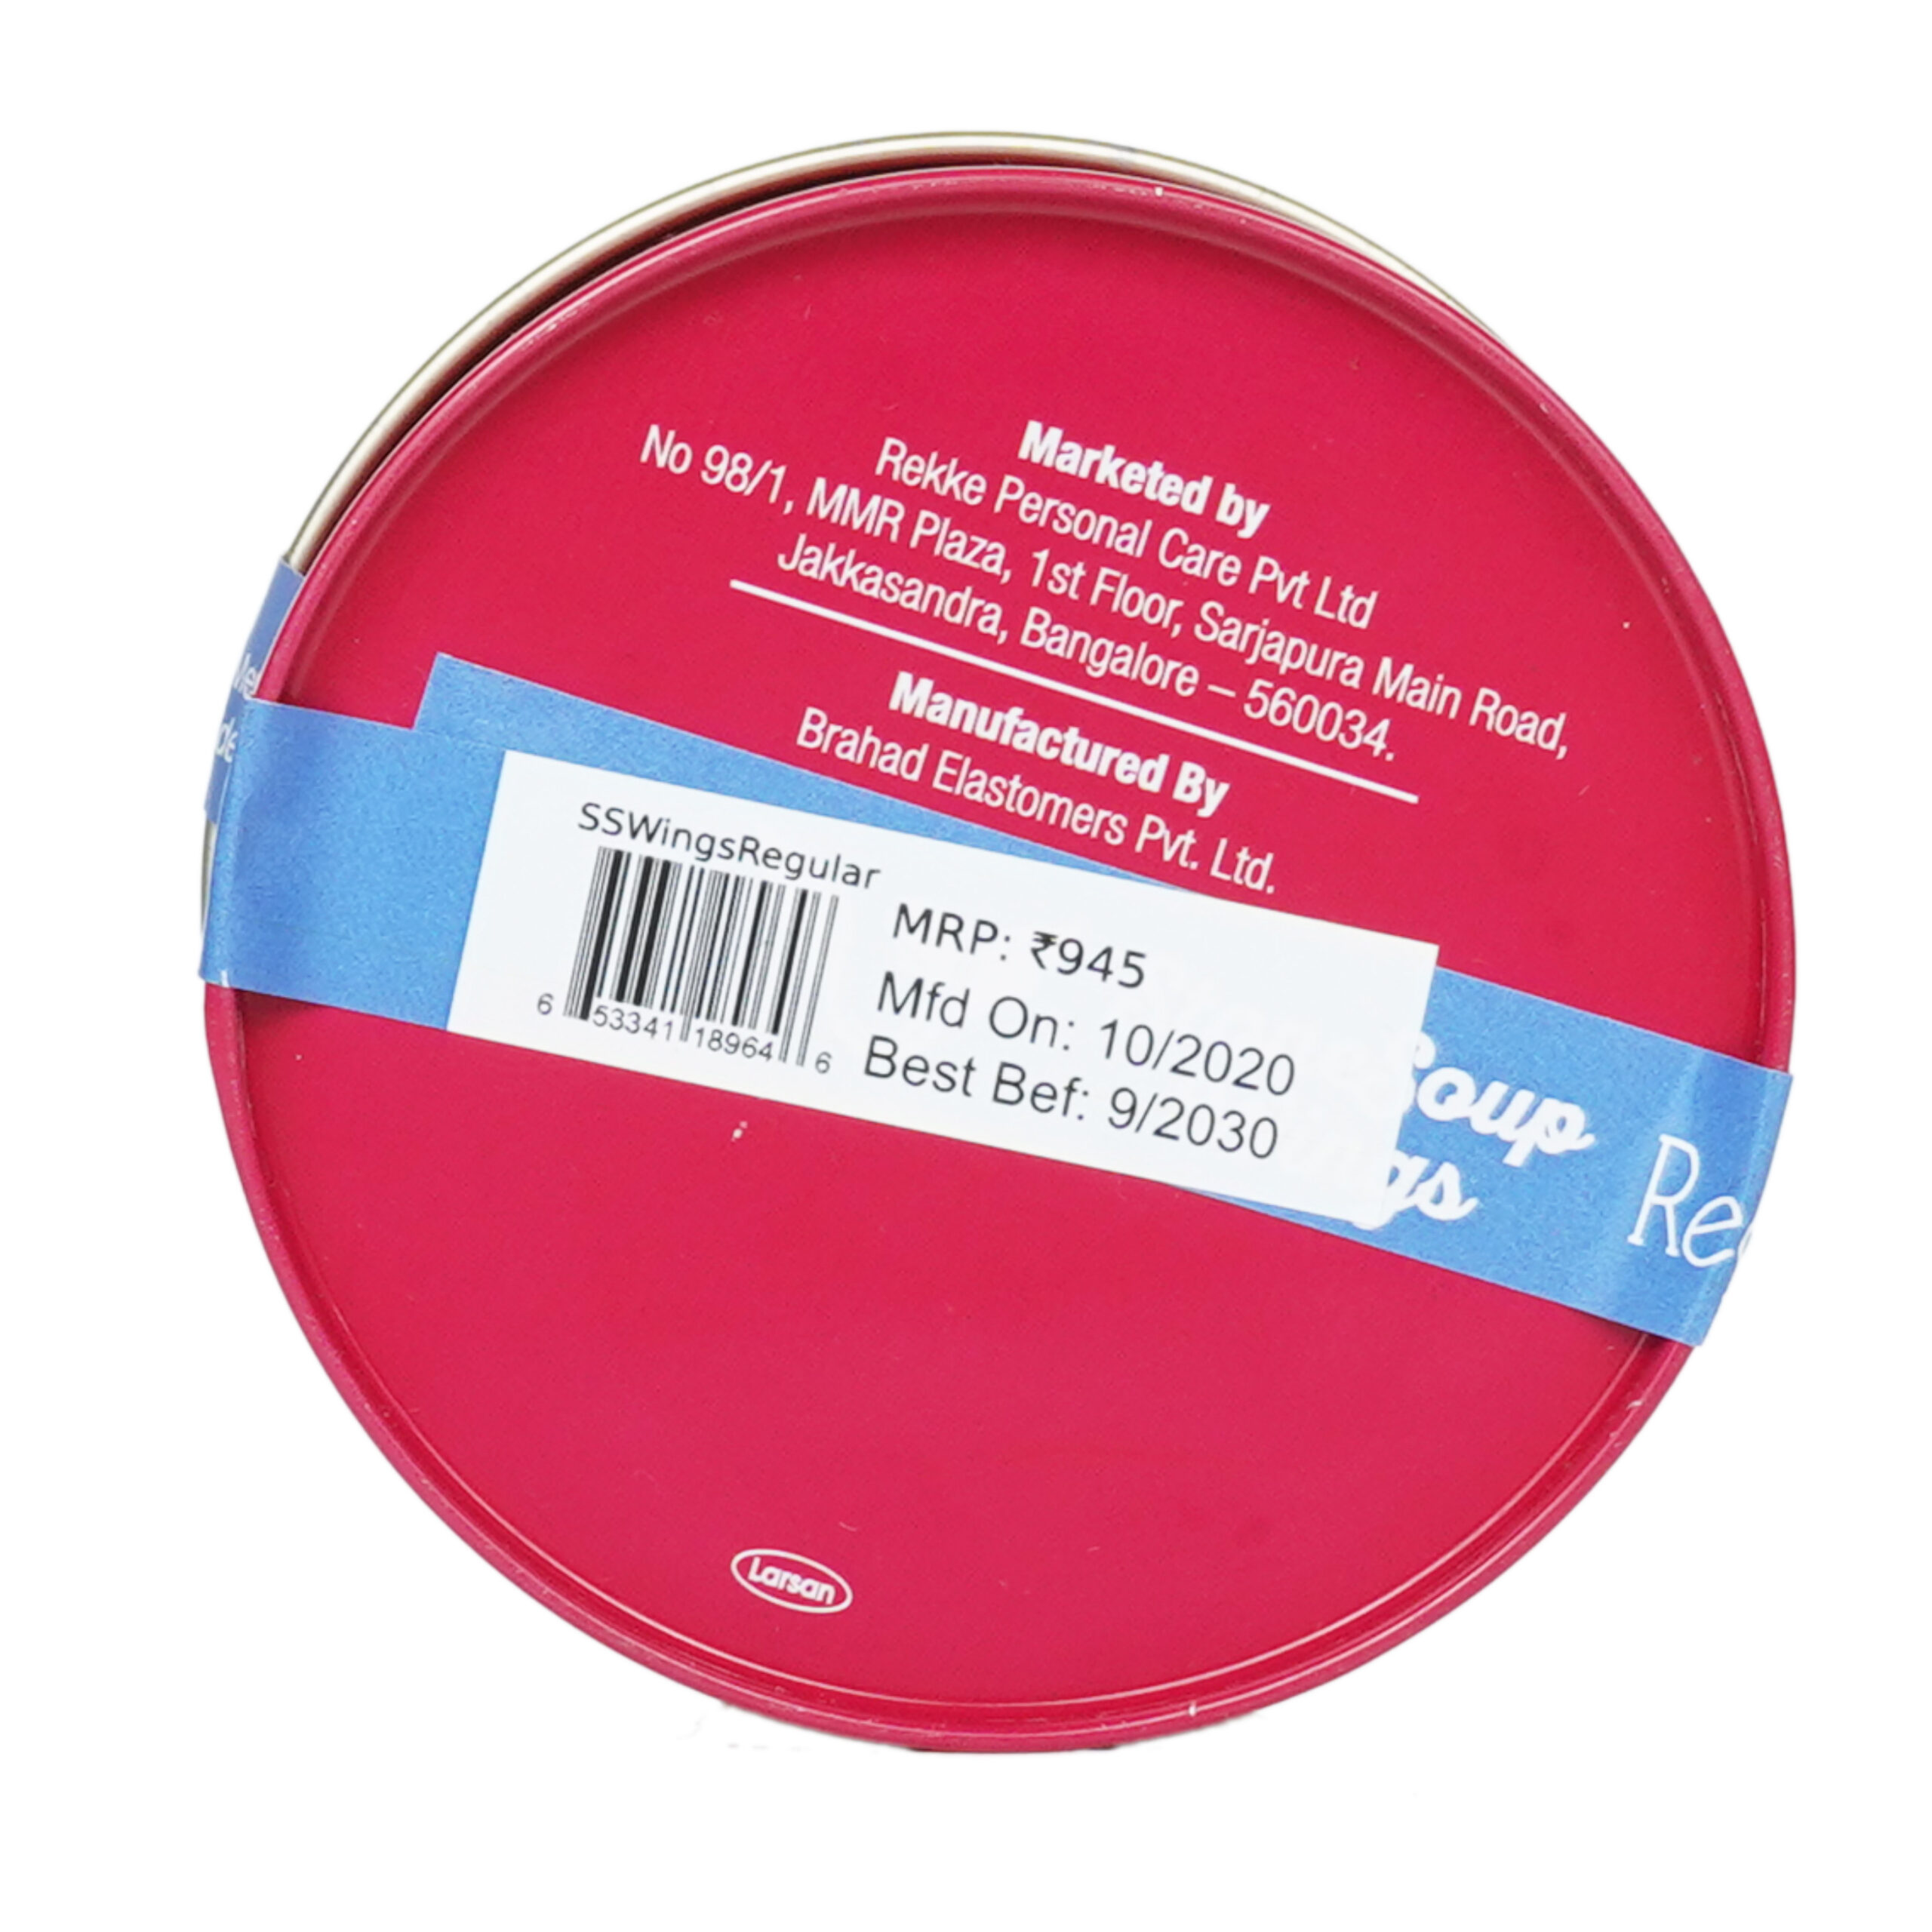 Marketed by
Rekke Personal Care Pvt Ltd
No 98/1, MMR Plaza, 1st Floor, Sarjapura Main Road,
Jakkasandra, Bangalore – 560034.
Manufactured By
Brahad Elastomers Pvt. Ltd.
SSWingsRegular
6 53341 18964 6
MRP: ₹945
Mfd On: 10/2020
Best Bef: 9/2030
Soup
Larsan